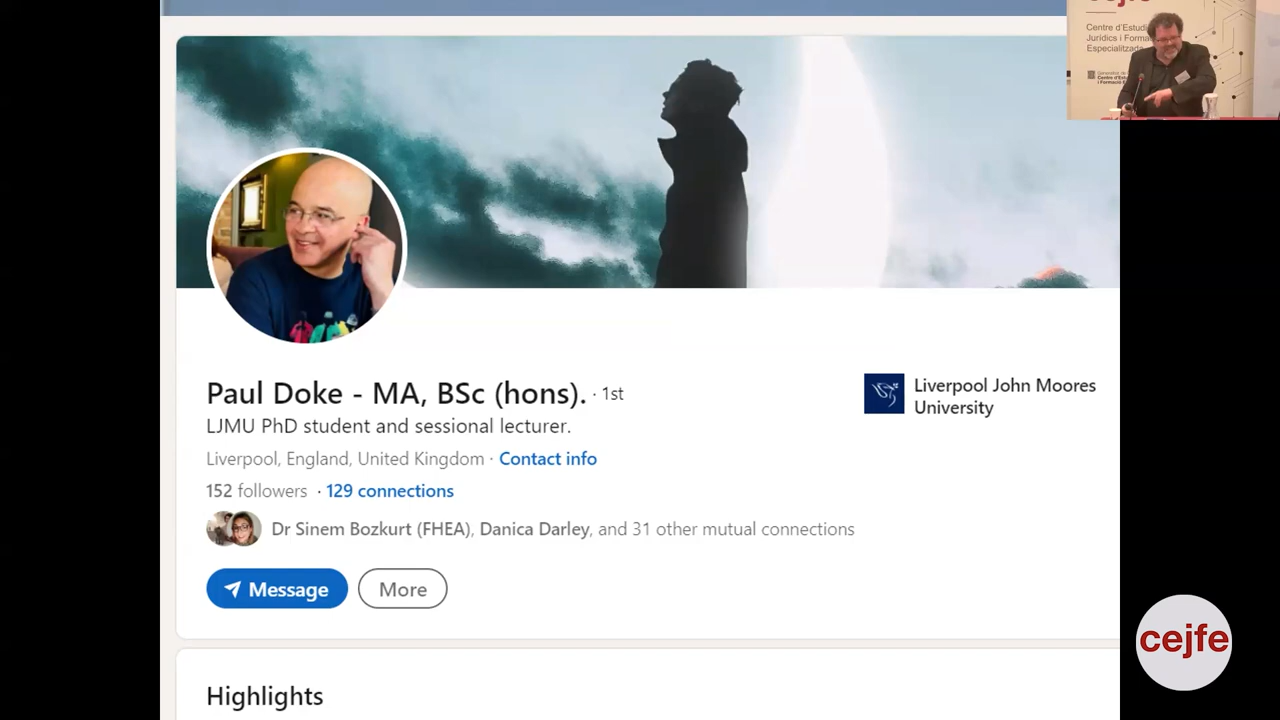 Centre d'Estudi
Jurídics i Forma
Especialitzada
Paul Doke - MA, BSc (hons). · 1st
LJMU PhD student and sessional lecturer.
Liverpool John Moores
University
Liverpool, England, United Kingdom · Contact info
152 followers · 129 connections
Dr Sinem Bozkurt (FHEA), Danica Darley, and 31 other mutual connections
Message
More
Highlights
cejfe